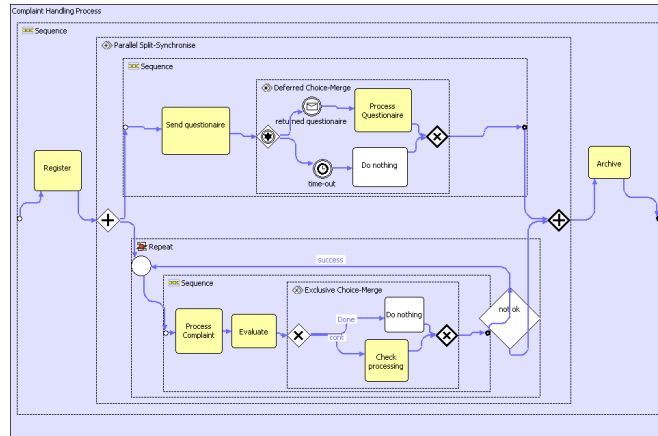 Complaint Handling Process
Sequence
Parallel Split-Synchronise
Sequence
Deferred Choice-Merge
Send questionaire
returned questionaire
Process
Questionaire
time-out
Do nothing
Register
Archive
Repeat
success
Sequence
Exclusive Choice-Merge
Process
Complaint
Evaluate
Done
cont
Do nothing
Check
processing
not ok